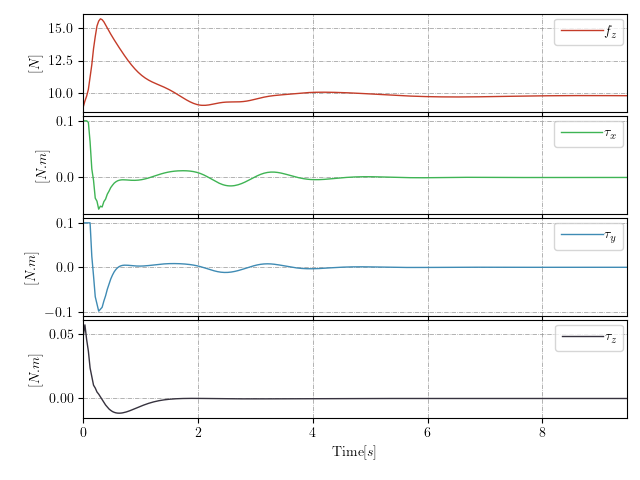 15.0
12.5
10.0
[N]
f_z
0.1
0.0
[N.m]
τ_x
0.1
0.0
−0.1
[N.m]
τ_y
0.05
0.00
[N.m]
τ_z
0 2 4 6 8
Time[s]